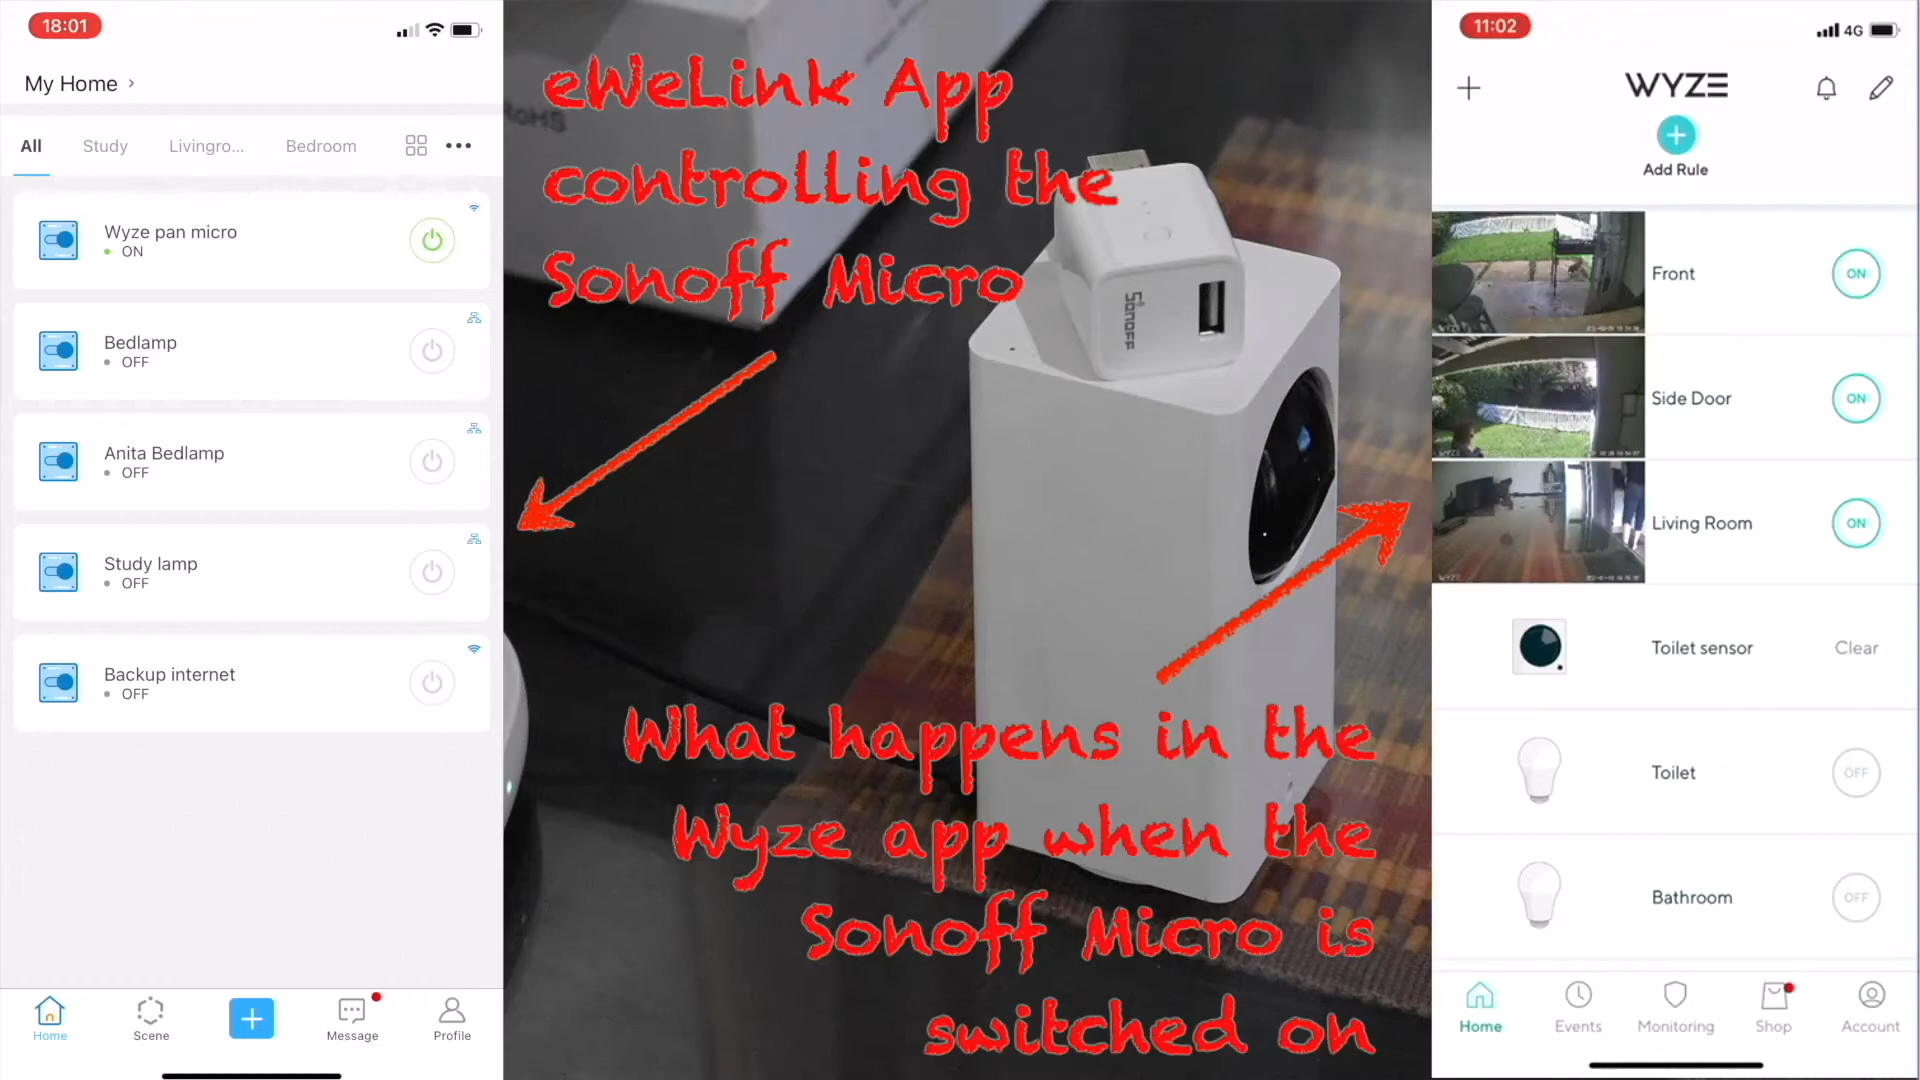 18:01
My Home
All
Study
Livingro...
Bedroom
Wyze pan micro
ON
Bedlamp
OFF
Anita Bedlamp
OFF
Study lamp
OFF
Backup internet
OFF
Home
Scene
Message
Profile
eWeLink App
controlling the
Sonoff Micro
RoHS
SonoFF
What happens in the
Wyze app when the
Sonoff Micro is
switched on
11:02
4G
WYZE
Add Rule
Front
ON
Side Door
ON
Living Room
ON
WYZE
Toilet sensor
Clear
Toilet
OFF
Bathroom
OFF
Home
Events
Monitoring
Shop
Account